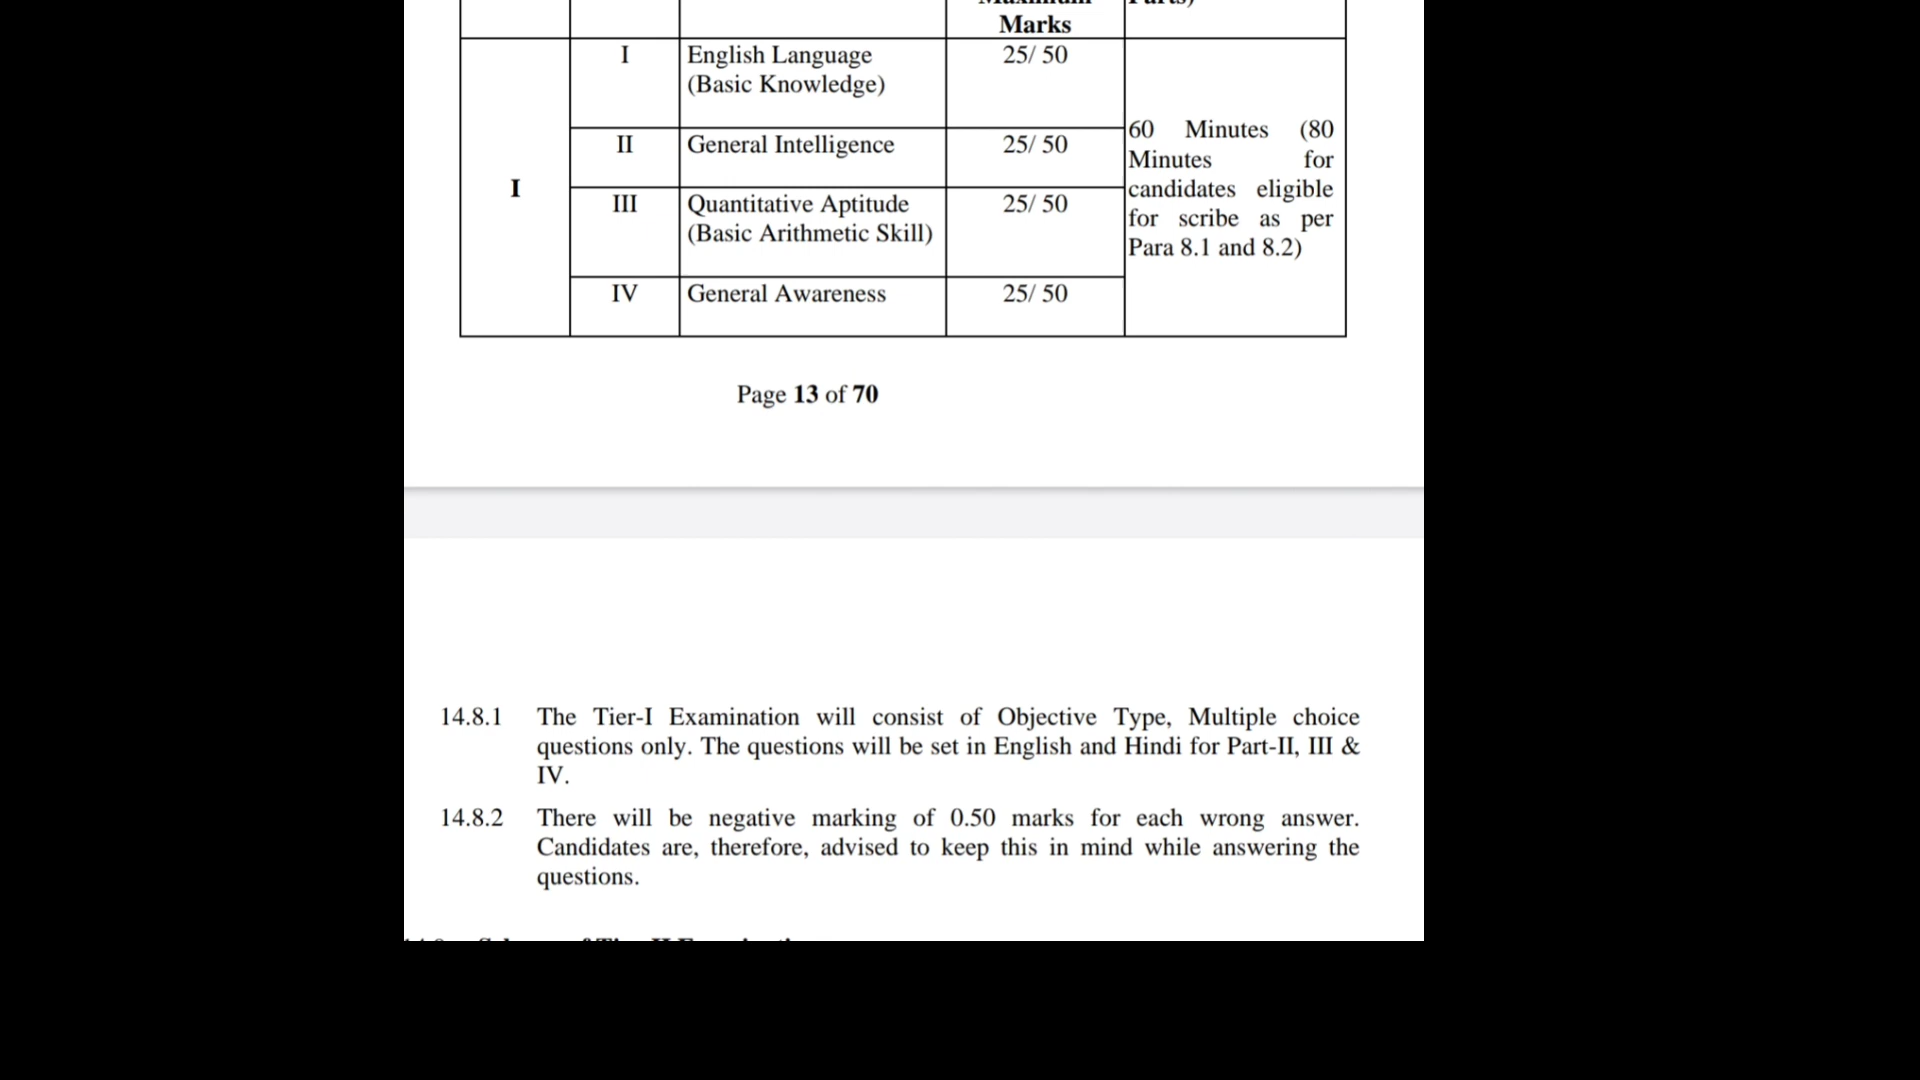 Marks
I
I
English Language
(Basic Knowledge)
25/ 50
II
General Intelligence
25/ 50
III
Quantitative Aptitude
(Basic Arithmetic Skill)
25/ 50
IV
General Awareness
25/ 50
60 Minutes (80
Minutes for
candidates eligible
for scribe as per
Para 8.1 and 8.2)
Page 13 of 70
14.8.1 The Tier-I Examination will consist of Objective Type, Multiple choice
questions only. The questions will be set in English and Hindi for Part-II, III &
IV.
14.8.2 There will be negative marking of 0.50 marks for each wrong answer.
Candidates are, therefore, advised to keep this in mind while answering the
questions.